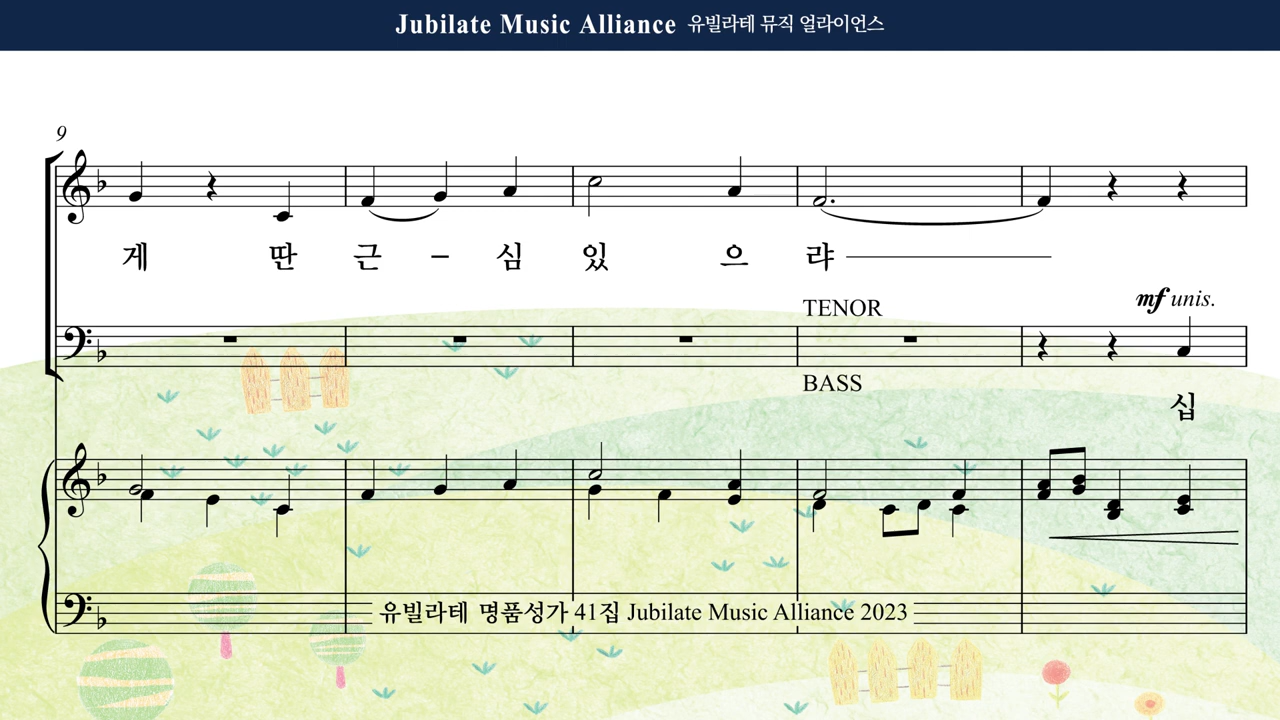 Jubilate Music Alliance 유빌라테 뮤직 얼라이언스
9
게 딴 근 - 심 있 으 랴
mf unis.
TENOR
BASS
십
유빌라테 명품성가 41집 Jubilate Music Alliance 2023